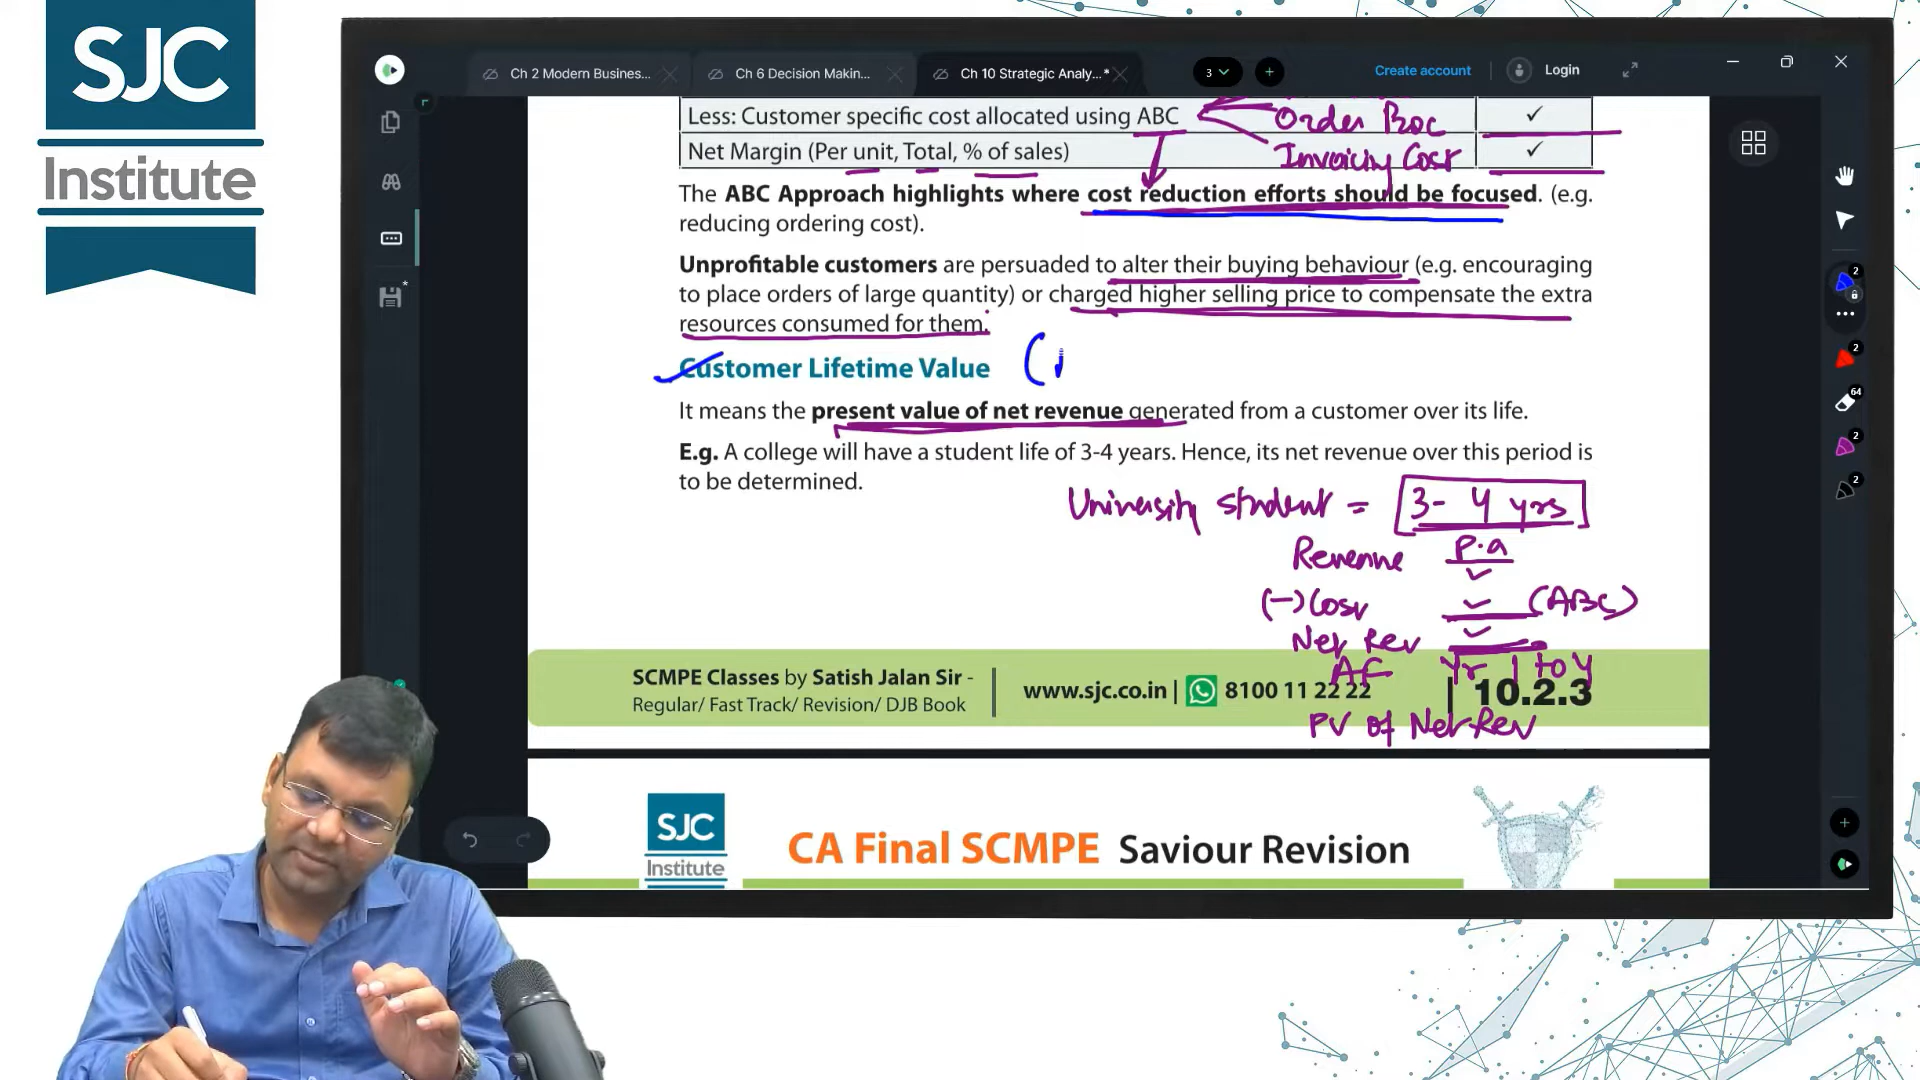 SJC
Institute
Ch 2 Modern Busines...
Ch 6 Decision Makin...
Ch 10 Strategic Analy...*
3
Create account
Login
Less: Customer specific cost allocated using ABC
Order Proc
✓
Net Margin (Per unit, Total, % of sales)
Invoicing Cost
✓
The ABC Approach highlights where cost reduction efforts should be focused. (e.g.
reducing ordering cost).
Unprofitable customers are persuaded to alter their buying behaviour (e.g. encouraging
to place orders of large quantity) or charged higher selling price to compensate the extra
resources consumed for them.
Customer Lifetime Value (
It means the present value of net revenue generated from a customer over its life.
E.g. A college will have a student life of 3-4 years. Hence, its net revenue over this period is
to be determined.
University student = 3 - 4 yrs
Revenue p.a
(-) Cost (ABC)
Net Rev
AF Yr 1 to 4
PV of Net Rev
SCMPE Classes by Satish Jalan Sir -
Regular/ Fast Track/ Revision/ DJB Book
www.sjc.co.in | 8100 11 22 22
| 10.2.3
SJC
Institute
CA Final SCMPE Saviour Revision
2
2
64
2
2